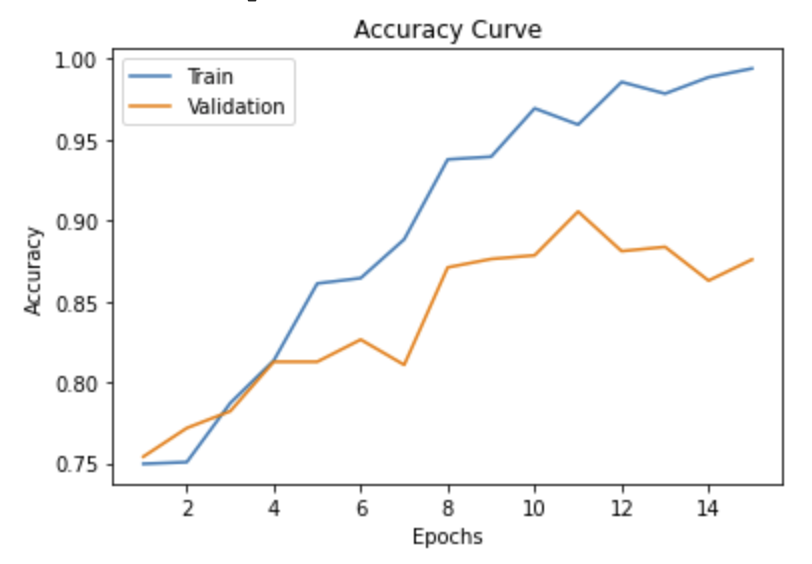 Accuracy Curve
Train
Validation
1.00
0.95
0.90
0.85
0.80
0.75
Accuracy
2 4 6 8 10 12 14
Epochs